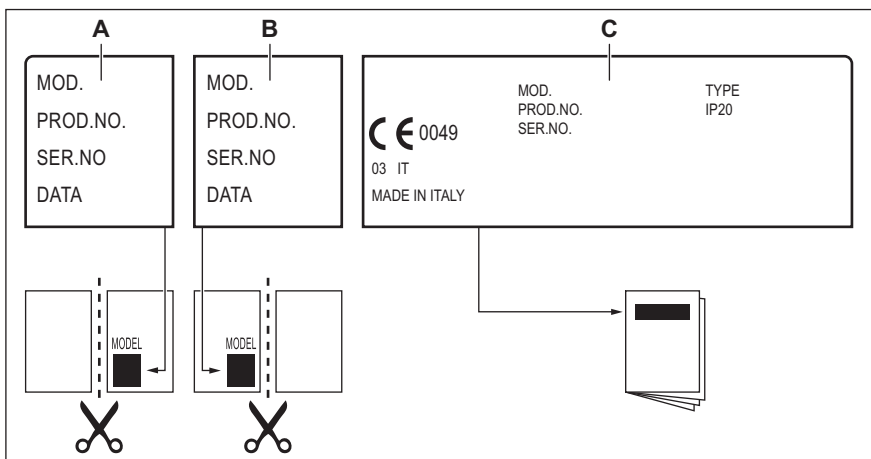 A
B
C
MOD.
PROD.NO.
SER.NO
DATA
MOD.
PROD.NO.
SER.NO
DATA
MOD.
PROD.NO.
SER.NO.
TYPE
IP20
CE 0049
03 IT
MADE IN ITALY
MODEL
MODEL